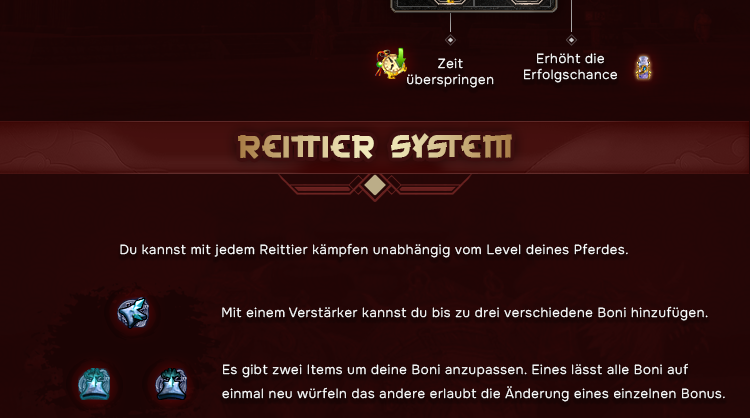 Zeit
überspringen
Erhöht die
Erfolgschance
REITTIER SYSTEM
Du kannst mit jedem Reittier kämpfen unabhängig vom Level deines Pferdes.
Mit einem Verstärker kannst du bis zu drei verschiedene Boni hinzufügen.
Es gibt zwei Items um deine Boni anzupassen. Eines lässt alle Boni auf
einmal neu würfeln das andere erlaubt die Änderung eines einzelnen Bonus.